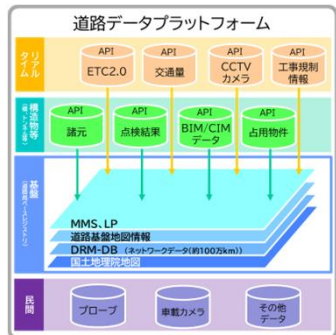 道路データプラットフォーム
リアルタイム
API
API
API
API
ETC2.0
交通量
CCTV
カメラ
工事規制
情報
構造物等
API
API
API
API
諸元
点検結果
BIM/CIM
データ
占用物件
基盤
MMS、LP
道路基盤地図情報
DRM-DB (ネットワークデータ(約100万km))
国土地理院地図
民間
プローブ
車載カメラ
その他
データ